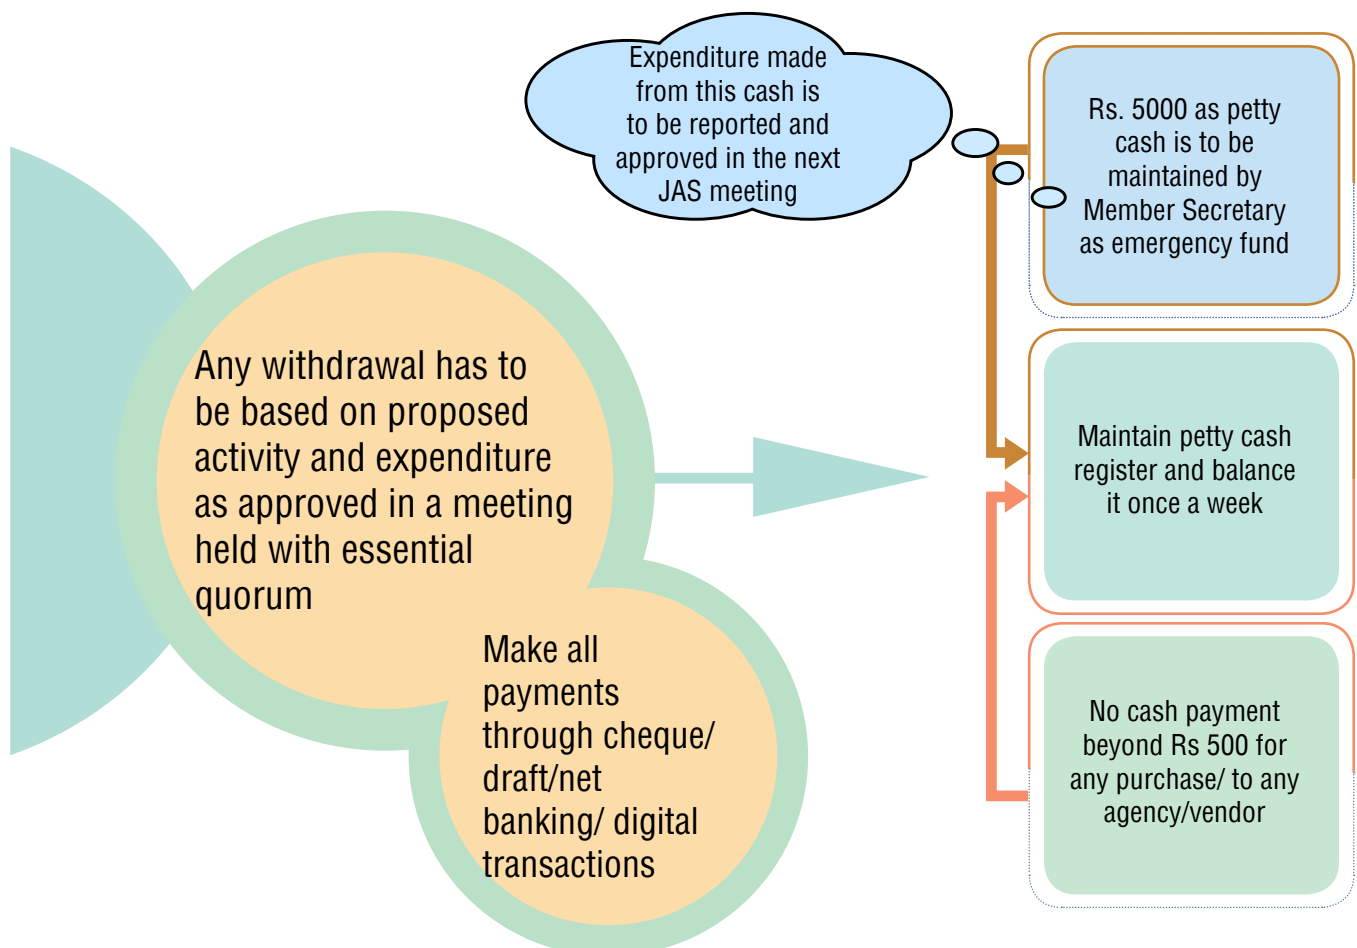 Expenditure made
from this cash is
to be reported and
approved in the next
JAS meeting
Rs. 5000 as petty
cash is to be
maintained by
Member Secretary
as emergency fund
Any withdrawal has to
be based on proposed
activity and expenditure
as approved in a meeting
held with essential
quorum
Maintain petty cash
register and balance
it once a week
Make all
payments
through cheque/
draft/net
banking/ digital
transactions
No cash payment
beyond Rs 500 for
any purchase/ to any
agency/vendor